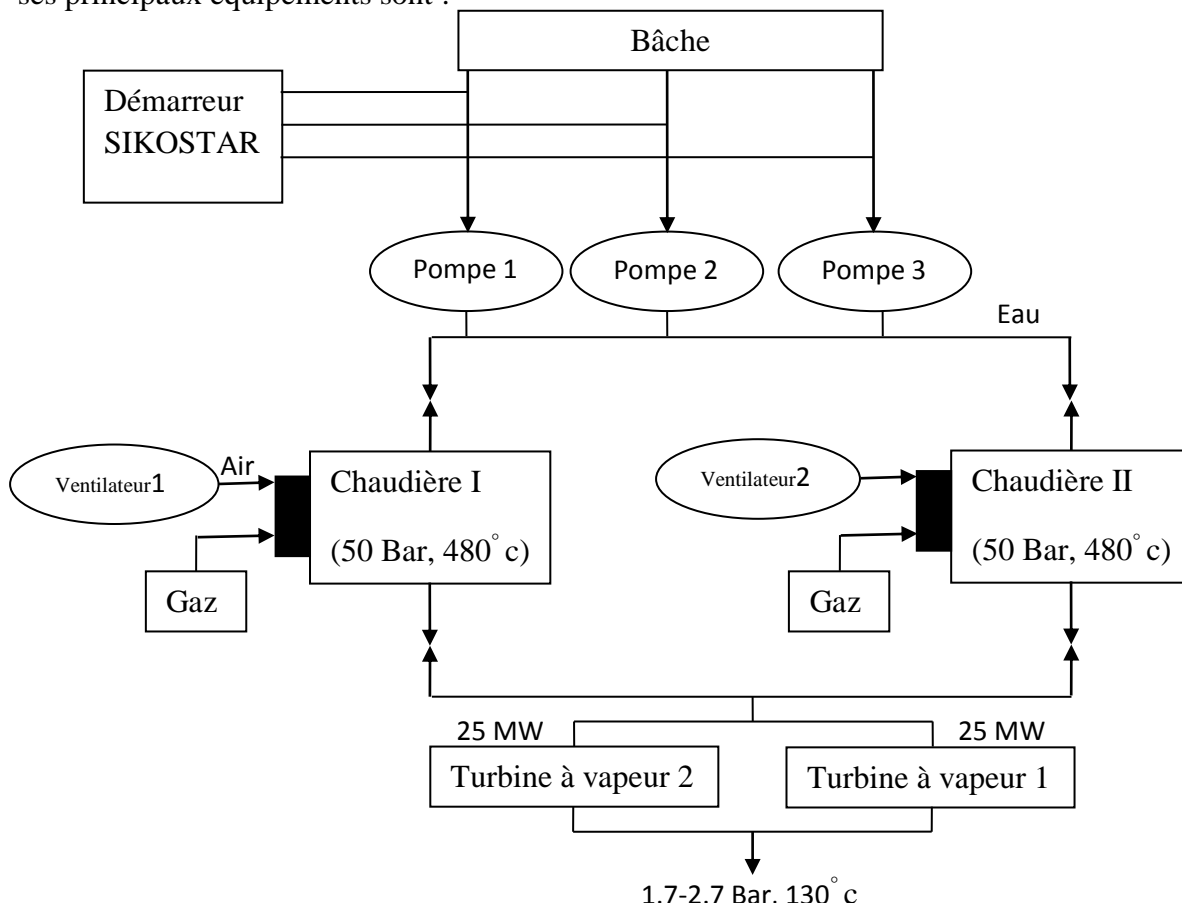 ses principaux équipements sont :
Bâche
Démarreur
SIKOSTAR
Pompe 1
Pompe 2
Pompe 3
Eau
Ventilateur1
Air
Chaudière I
(50 Bar, 480° c)
Gaz
Ventilateur2
Chaudière II
(50 Bar, 480° c)
Gaz
25 MW
25 MW
Turbine à vapeur 2
Turbine à vapeur 1
1.7-2.7 Bar, 130° c